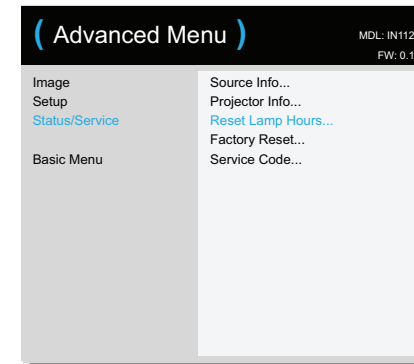 ( Advanced Menu )
MDL: IN112
FW: 0.1
Image
Setup
Status/Service
Basic Menu
Source Info...
Projector Info...
Reset Lamp Hours...
Factory Reset...
Service Code...